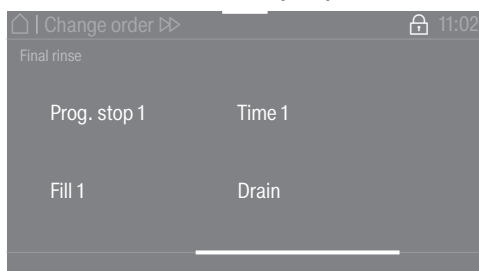 | Change order
11:02
Final rinse
Prog. stop 1
Time 1
Fill 1
Drain